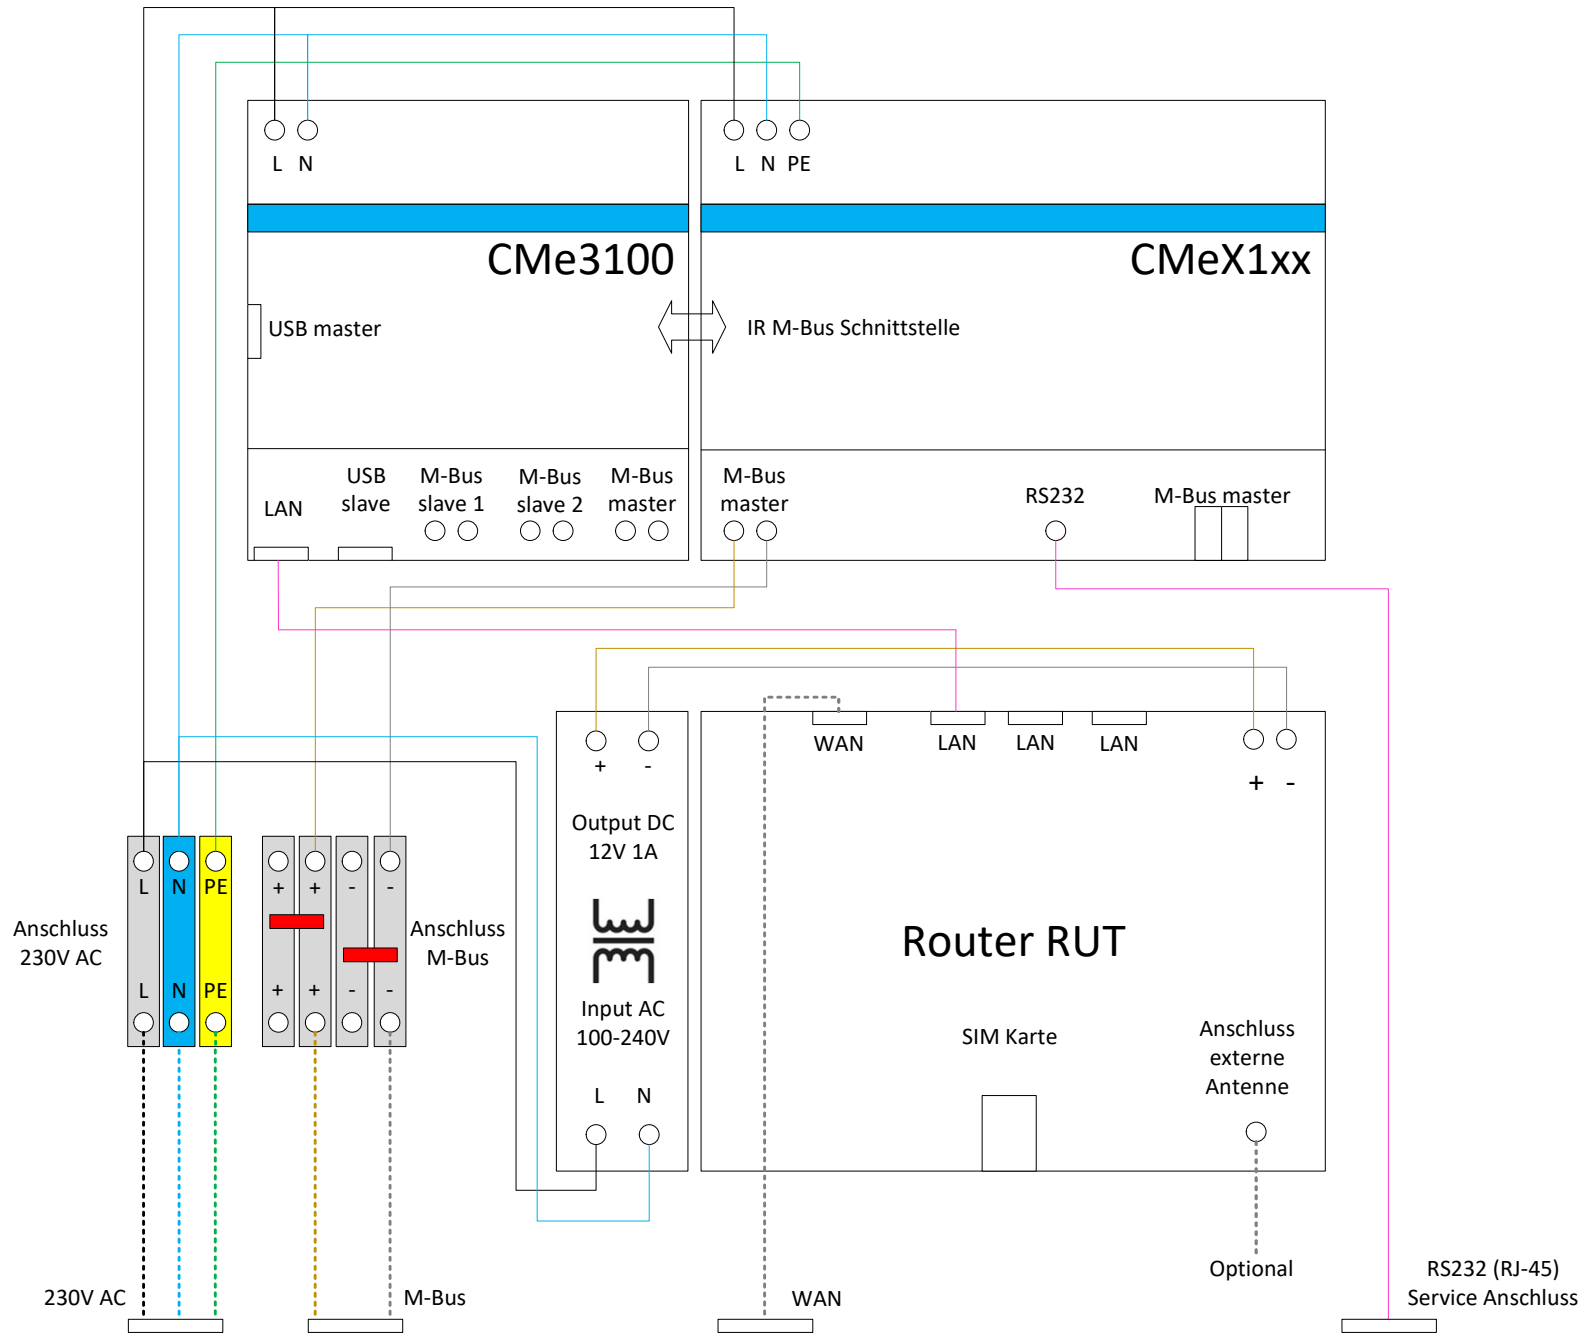 L N
L N PE
CMe3100
CMeX1xx
USB master
IR M-Bus Schnittstelle
LAN
USB
slave
M-Bus
slave 1
M-Bus
slave 2
M-Bus
master
M-Bus
master
RS232
M-Bus master
+ -
Output DC
12V 1A
Input AC
100-240V
L N
WAN
LAN
LAN
LAN
+ -
Router RUT
SIM Karte
Anschluss
externe
Antenne
Optional
Anschluss
230V AC
L N PE
L N PE
+ + - -
+ + - -
Anschluss
M-Bus
230V AC
M-Bus
WAN
RS232 (RJ-45)
Service Anschluss